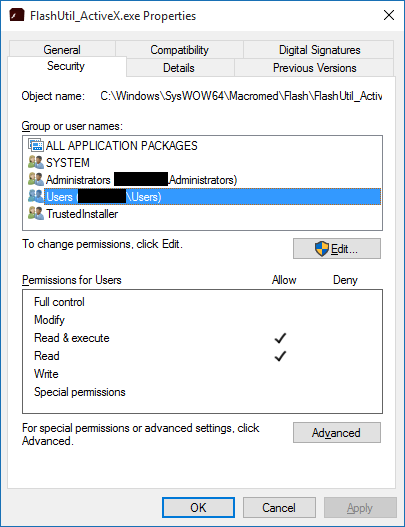 FlashUtil_ActiveX.exe Properties
General Compatibility Digital Signatures
Security Details Previous Versions
Object name: C:\Windows\SysWOW64\Macromed\Flash\FlashUtil_Activ
Group or user names:
ALL APPLICATION PACKAGES
SYSTEM
Administrators Administrators)
Users ( \Users)
TrustedInstaller
To change permissions, click Edit.
Edit...
Permissions for Users Allow Deny
Full control
Modify
Read & execute
Read
Write
Special permissions
For special permissions or advanced settings, click
Advanced.
Advanced
OK Cancel Apply